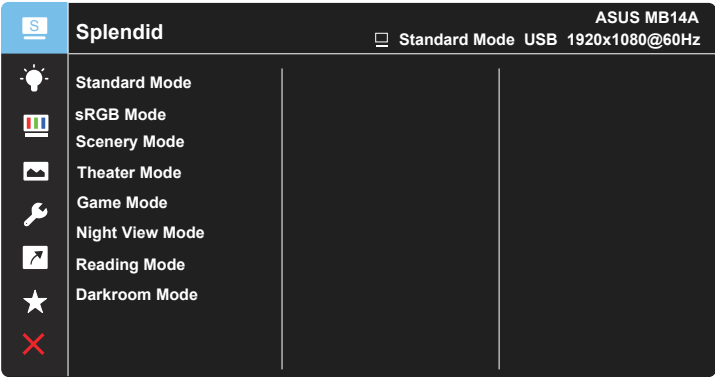 S
Splendid
ASUS MB14A
Standard Mode USB 1920x1080@60Hz
Standard Mode
sRGB Mode
Scenery Mode
Theater Mode
Game Mode
Night View Mode
Reading Mode
Darkroom Mode